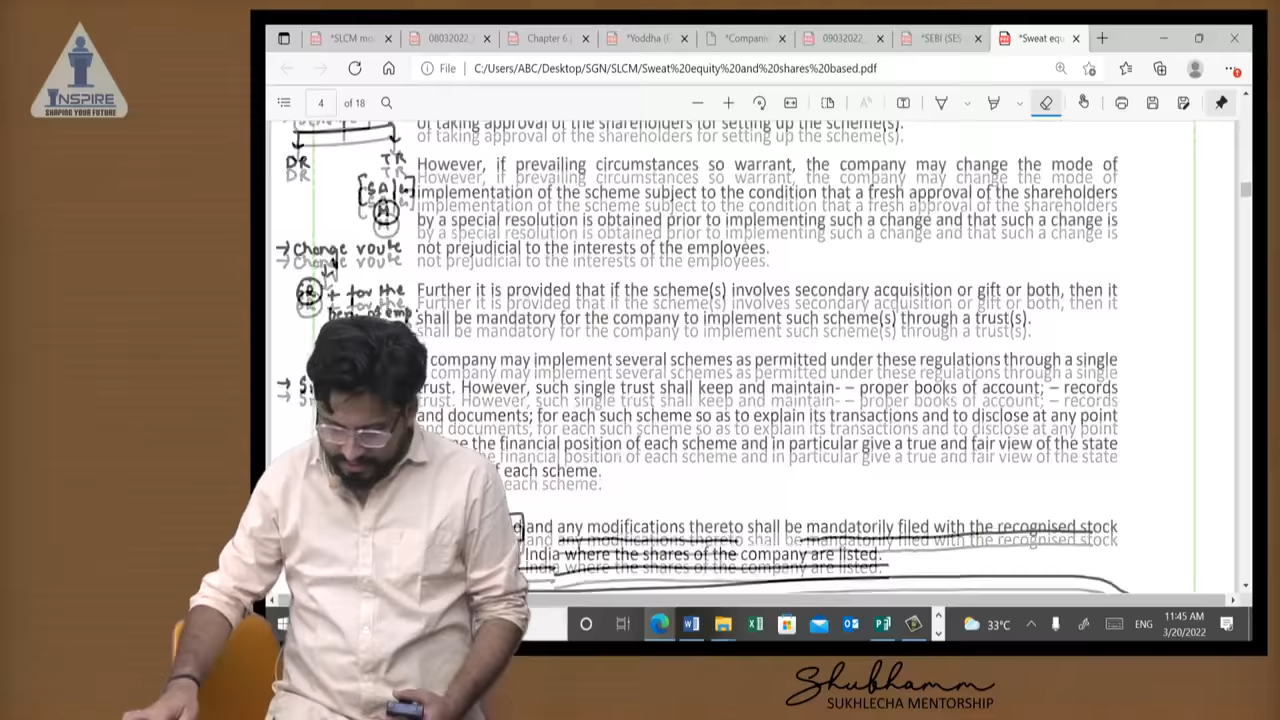 INSPIRE
SHAPING YOUR FUTURE
*SLCM mo
08032022_
Chapter 6.
*Yoddha (
*Compani
09032022_
*SEBI (SES
*Sweat equ
File
C:/Users/ABC/Desktop/SGN/SLCM/Sweat%20equity%20and%20shares%20based.pdf
4 of 18
of taking approval of the shareholders for setting up the scheme(s).
DR TR
However, if prevailing circumstances so warrant, the company may change the mode of
implementation of the scheme subject to the condition that a fresh approval of the shareholders
by a special resolution is obtained prior to implementing such a change and that such a change is
Change route
not prejudicial to the interests of the employees.
SR + for the
Further it is provided that if the scheme(s) involves secondary acquisition or gift or both, then it
shall be mandatory for the company to implement such scheme(s) through a trust(s).
company may implement several schemes as permitted under these regulations through a single
trust. However, such single trust shall keep and maintain- – proper books of account; – records
and documents; for each such scheme so as to explain its transactions and to disclose at any point
the financial position of each scheme and in particular give a true and fair view of the state
each scheme.
and any modifications thereto shall be mandatorily filed with the recognised stock
India where the shares of the company are listed.
33°C
ENG
11:45 AM
3/20/2022
Shubhamm
SUKHLECHA MENTORSHIP